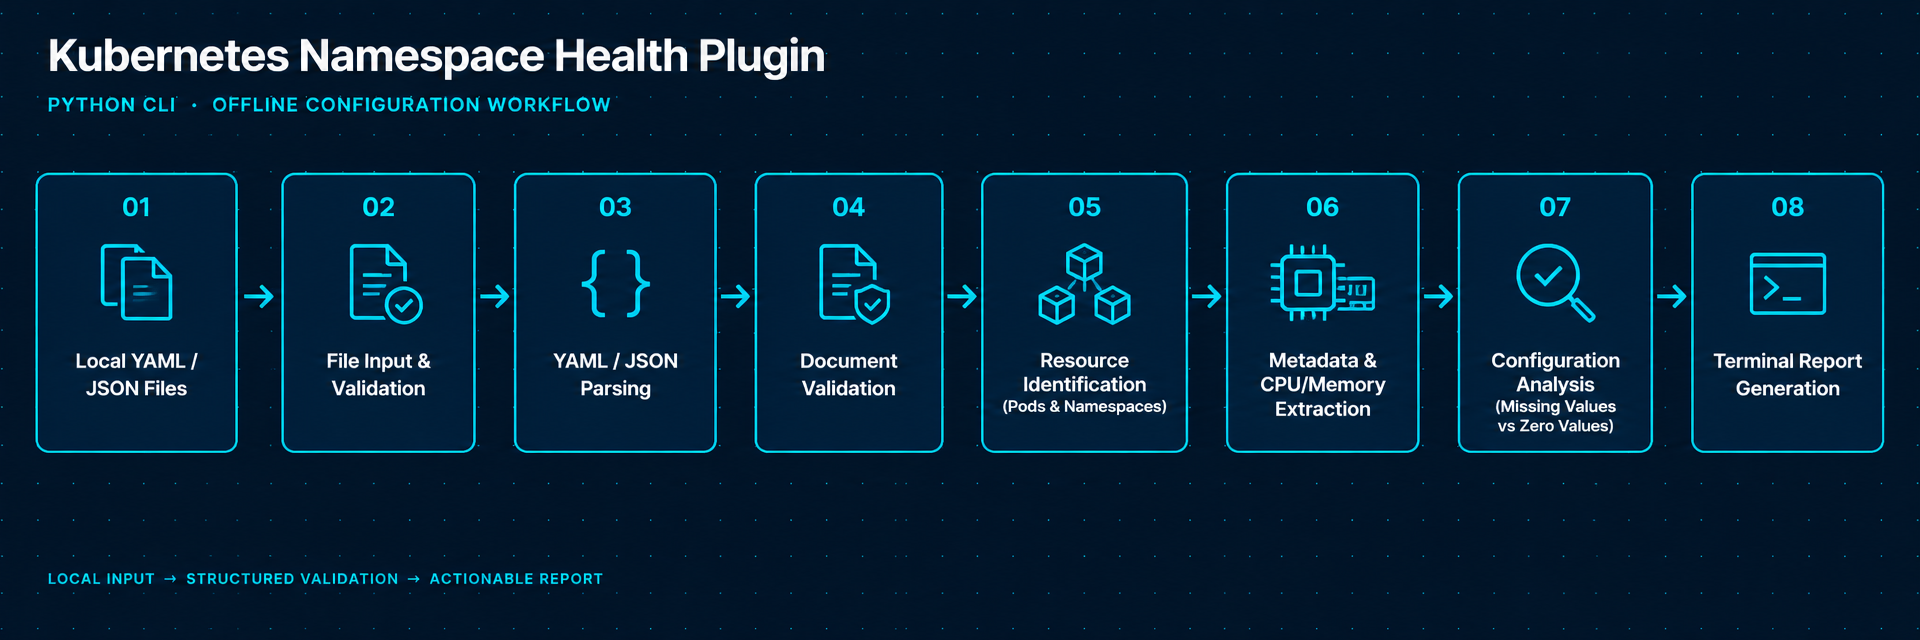 Kubernetes Namespace Health Plugin
PYTHON CLI • OFFLINE CONFIGURATION WORKFLOW
01
Local YAML /
JSON Files
02
File Input &
Validation
03
{ }
YAML / JSON
Parsing
04
Document
Validation
05
Resource
Identification
(Pods & Namespaces)
06
Metadata &
CPU/Memory
Extraction
07
Configuration
Analysis
(Missing Values
vs Zero Values)
08
>_
Terminal Report
Generation
LOCAL INPUT → STRUCTURED VALIDATION → ACTIONABLE REPORT